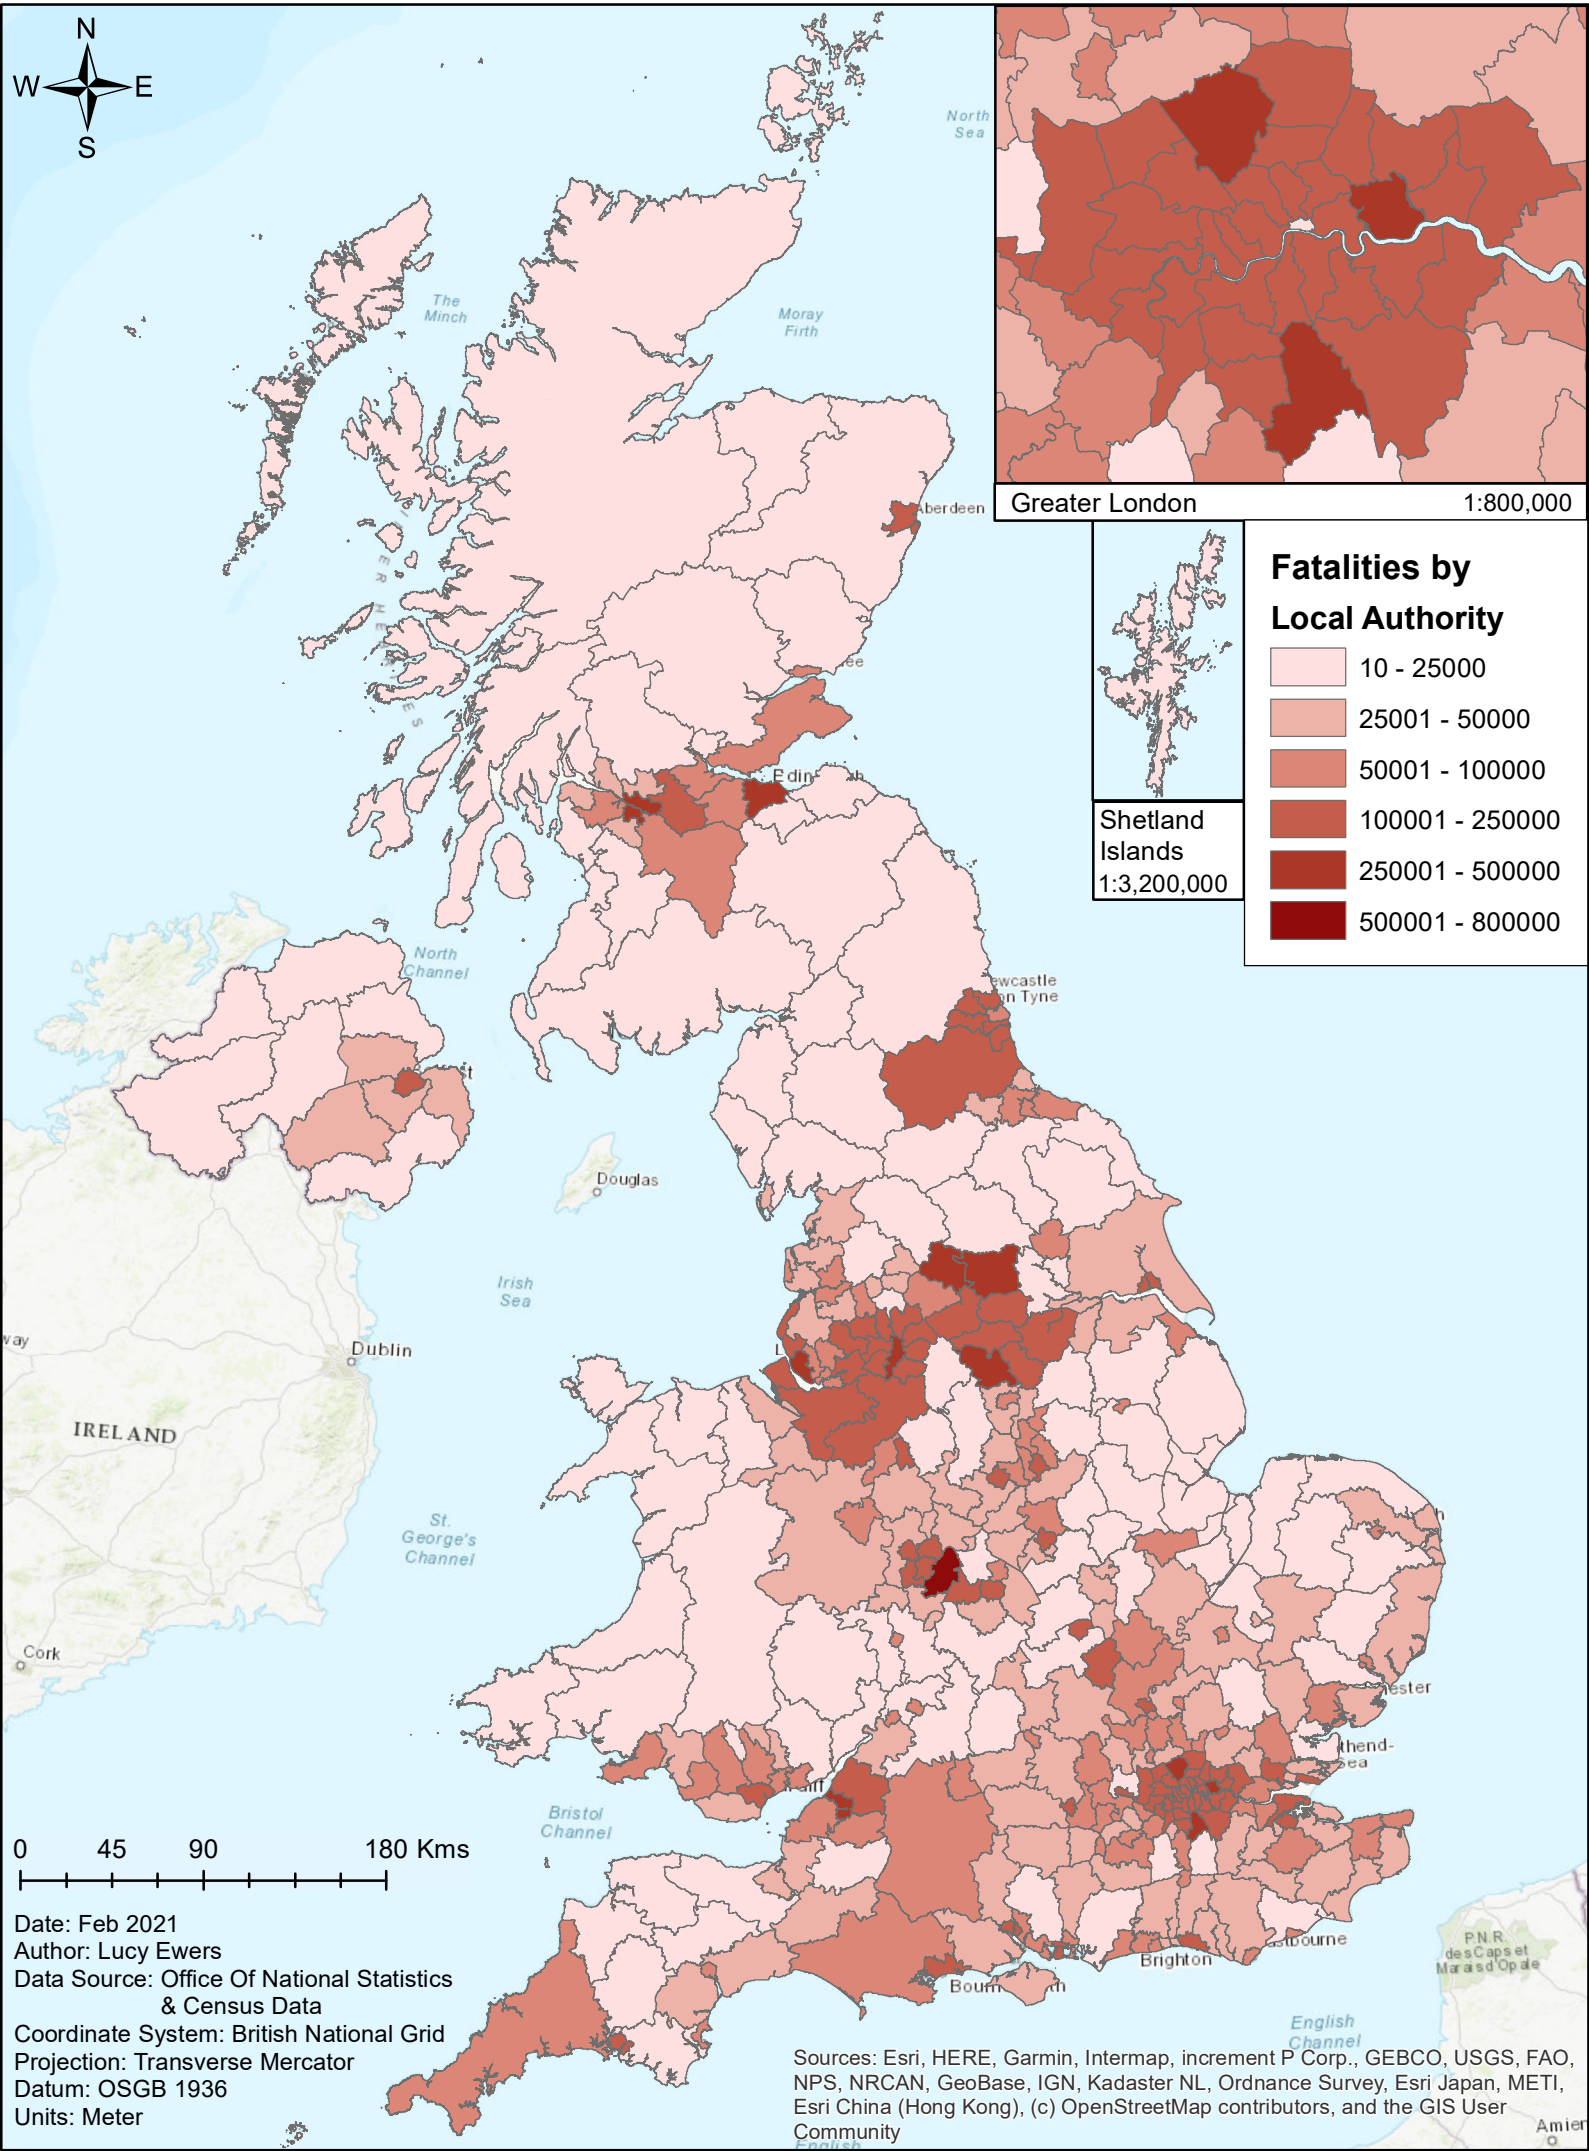 N
W E
S
North
Sea
The
Minch
Moray
Firth
Greater London 1:800,000
Aberdeen
Fatalities by
Local Authority
10 - 25000
25001 - 50000
50001 - 100000
100001 - 250000
250001 - 500000
500001 - 800000
Shetland
Islands
1:3,200,000
North
Channel
Douglas
Irish
Sea
Dublin
IRELAND
St.
George's
Channel
Cork
Bristol
Channel
Brighton
P.N.R.
des Caps et
Marais d'Opale
English
Channel
0 45 90 180 Kms
Date: Feb 2021
Author: Lucy Ewers
Data Source: Office Of National Statistics
& Census Data
Coordinate System: British National Grid
Projection: Transverse Mercator
Datum: OSGB 1936
Units: Meter
Sources: Esri, HERE, Garmin, Intermap, increment P Corp., GEBCO, USGS, FAO,
NPS, NRCAN, GeoBase, IGN, Kadaster NL, Ordnance Survey, Esri Japan, METI,
Esri China (Hong Kong), (c) OpenStreetMap contributors, and the GIS User
Community
English